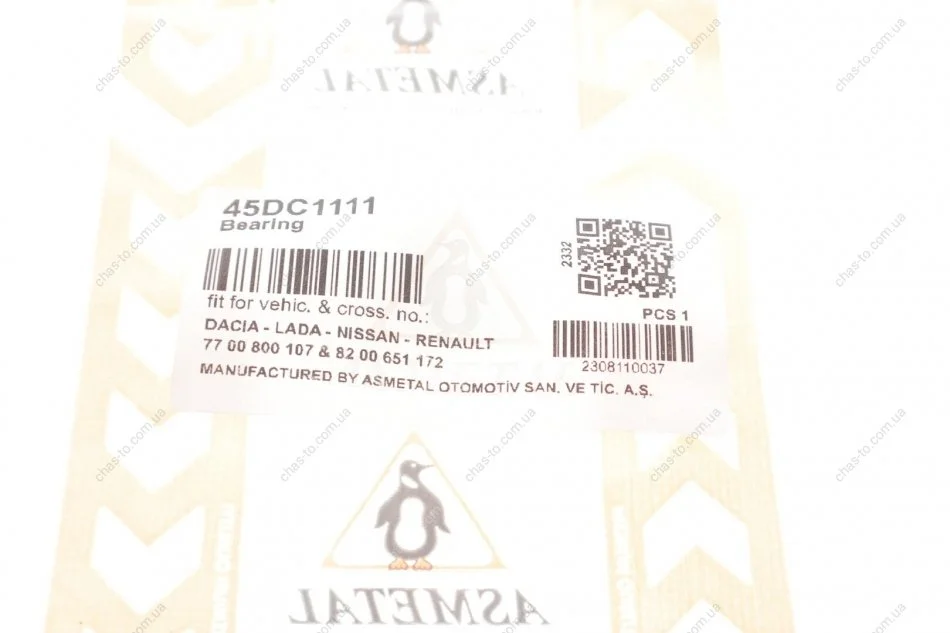 ASMETAL
45DC1111
Bearing
2332
fit for vehic. & cross. no.:
PCS 1
DACIA - LADA - NISSAN - RENAULT
77 00 800 107 & 82 00 651 172
2308110037
MANUFACTURED BY ASMETAL OTOMOTİV SAN. VE TİC. A.Ş.
ASMETAL
chas-to.com.ua